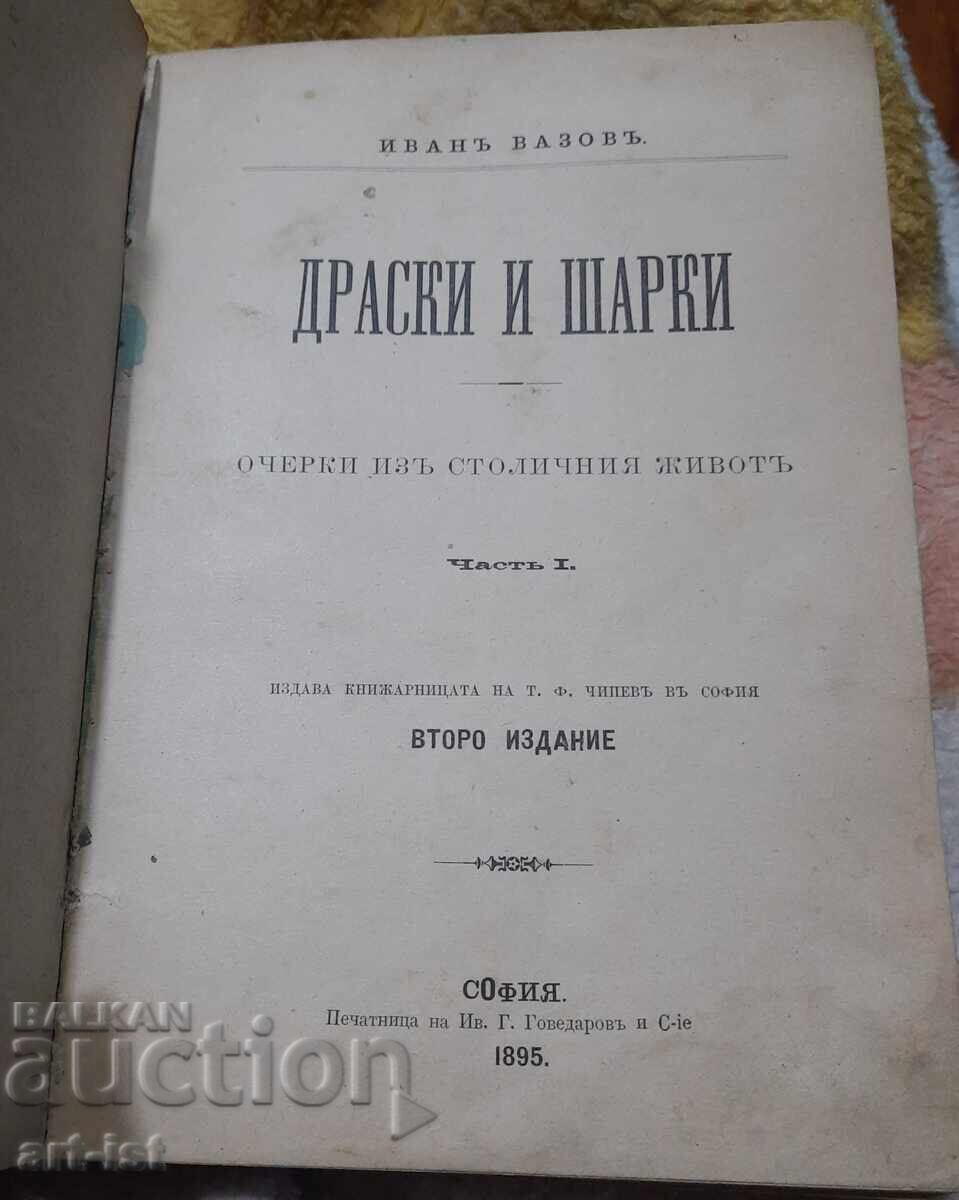 ИВАНЪ ВАЗОВЪ.
ДРАСКИ И ШАРКИ
ОЧЕРКИ ИЗЪ СТОЛИЧНИЯ ЖИВОТЪ
Часть I.
ИЗДАВА КНИЖАРНИЦАТА НА Т. Ф. ЧИПЕВЪ ВЪ СОФИЯ
ВТОРО ИЗДАНИЕ
СОФИЯ.
Печатница на Ив. Г. Говедаровъ и C-ie
1895.
BALKAN
auction
art-ist